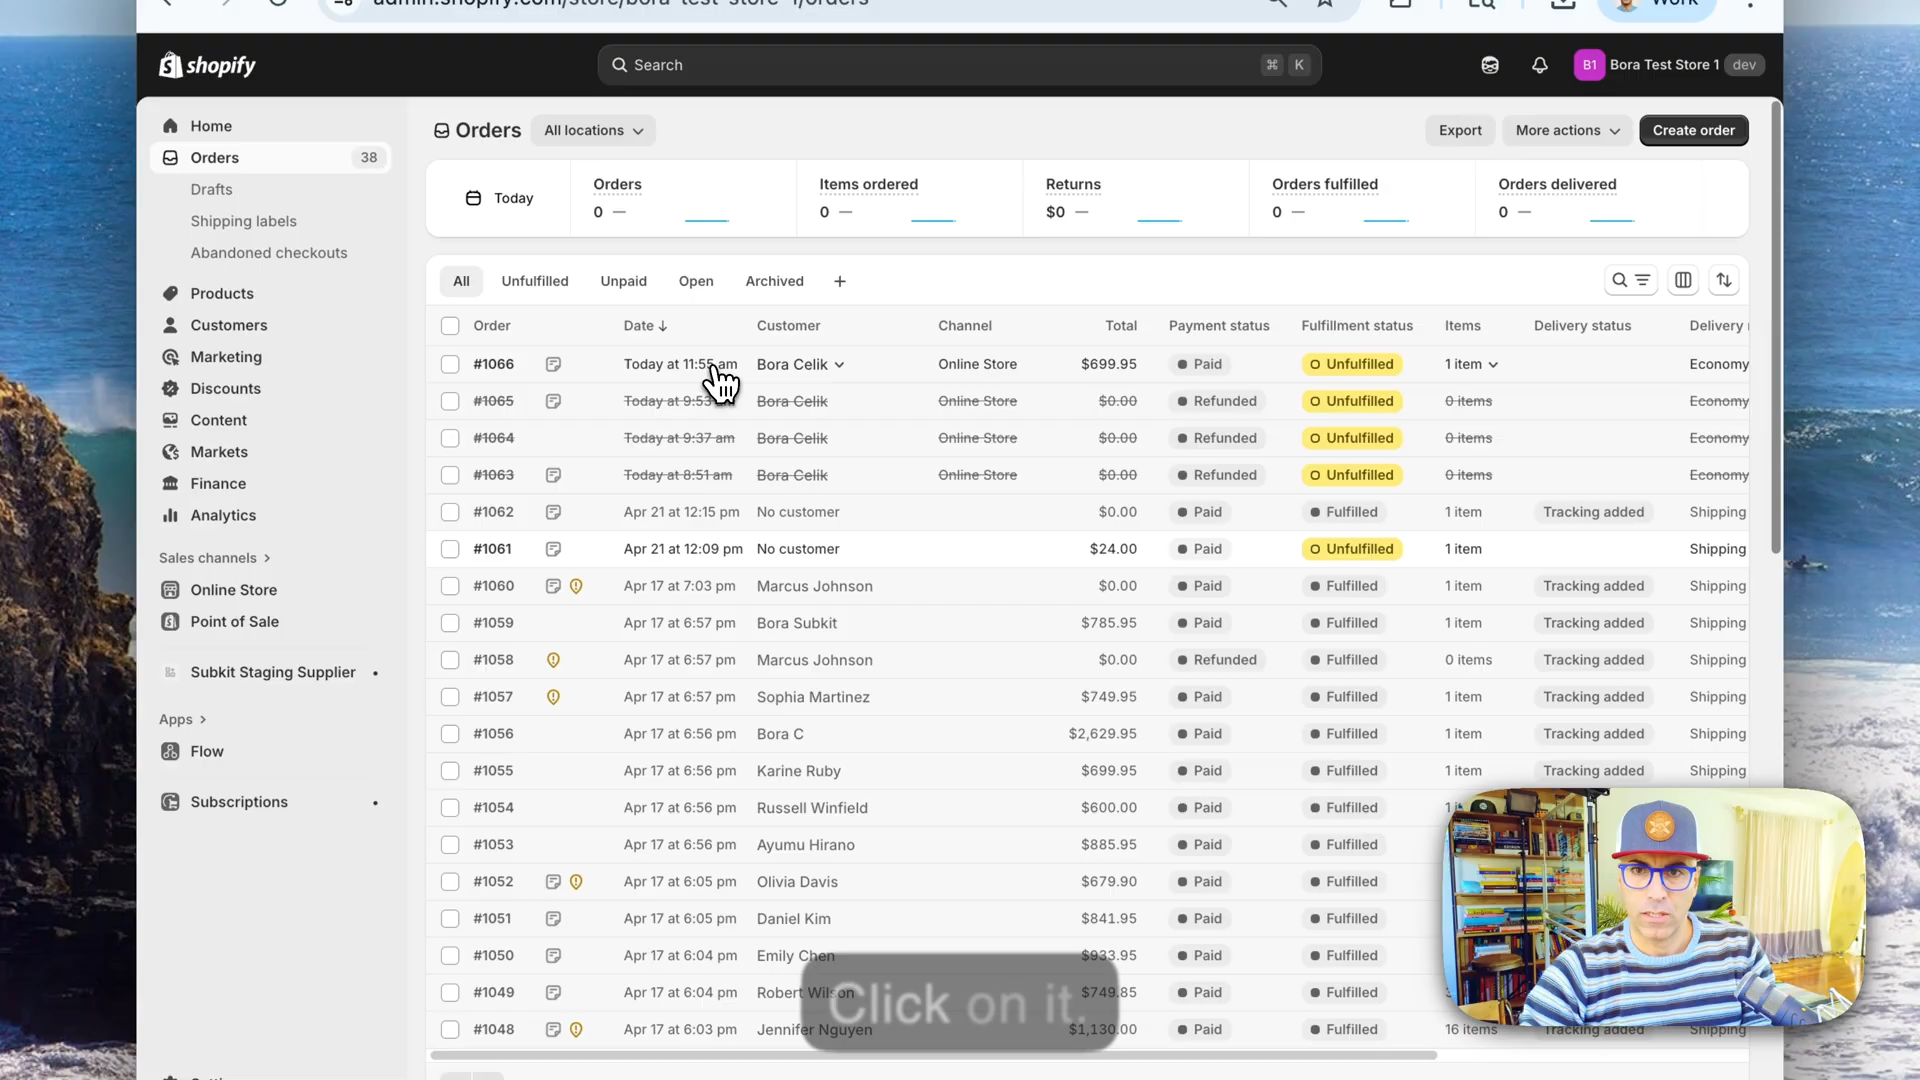 shopify
Search
⌘ K
B1 Bora Test Store 1 dev
Home
Orders 38
Drafts
Shipping labels
Abandoned checkouts
Products
Customers
Marketing
Discounts
Content
Markets
Finance
Analytics
Sales channels
Online Store
Point of Sale
Subkit Staging Supplier
Apps
Flow
Subscriptions
Orders All locations Export More actions Create order
Today
Orders
0 —
Items ordered
0 —
Returns
$0 —
Orders fulfilled
0 —
Orders delivered
0 —
All Unfulfilled Unpaid Open Archived +
Order Date Customer Channel Total Payment status Fulfillment status Items Delivery status Delivery
#1066 Today at 11:55 am Bora Celik Online Store $699.95 Paid Unfulfilled 1 item Economy
#1065 Today at 9:53 Bora Celik Online Store $0.00 Refunded Unfulfilled 0 items Economy
#1064 Today at 9:37 am Bora Celik Online Store $0.00 Refunded Unfulfilled 0 items Economy
#1063 Today at 8:51 am Bora Celik Online Store $0.00 Refunded Unfulfilled 0 items Economy
#1062 Apr 21 at 12:15 pm No customer $0.00 Paid Fulfilled 1 item Tracking added Shipping
#1061 Apr 21 at 12:09 pm No customer $24.00 Paid Unfulfilled 1 item Shipping
#1060 Apr 17 at 7:03 pm Marcus Johnson $0.00 Paid Fulfilled 1 item Tracking added Shipping
#1059 Apr 17 at 6:57 pm Bora Subkit $785.95 Paid Fulfilled 1 item Tracking added Shipping
#1058 Apr 17 at 6:57 pm Marcus Johnson $0.00 Refunded Fulfilled 0 items Tracking added Shipping
#1057 Apr 17 at 6:57 pm Sophia Martinez $749.95 Paid Fulfilled 1 item Tracking added Shipping
#1056 Apr 17 at 6:56 pm Bora C $2,629.95 Paid Fulfilled 1 item Tracking added Shipping
#1055 Apr 17 at 6:56 pm Karine Ruby $699.95 Paid Fulfilled 1 item Tracking added Shipping
#1054 Apr 17 at 6:56 pm Russell Winfield $600.00 Paid Fulfilled
#1053 Apr 17 at 6:56 pm Ayumu Hirano $885.95 Paid Fulfilled
#1052 Apr 17 at 6:05 pm Olivia Davis $679.90 Paid Fulfilled
#1051 Apr 17 at 6:05 pm Daniel Kim $841.95 Paid Fulfilled
#1050 Apr 17 at 6:04 pm Emily Chen $933.95 Paid Fulfilled
#1049 Apr 17 at 6:04 pm Robert Wilson $749.85 Paid Fulfilled
#1048 Apr 17 at 6:03 pm Jennifer Nguyen $1,130.00 Paid Fulfilled 16 items Tracking added
Click on it.